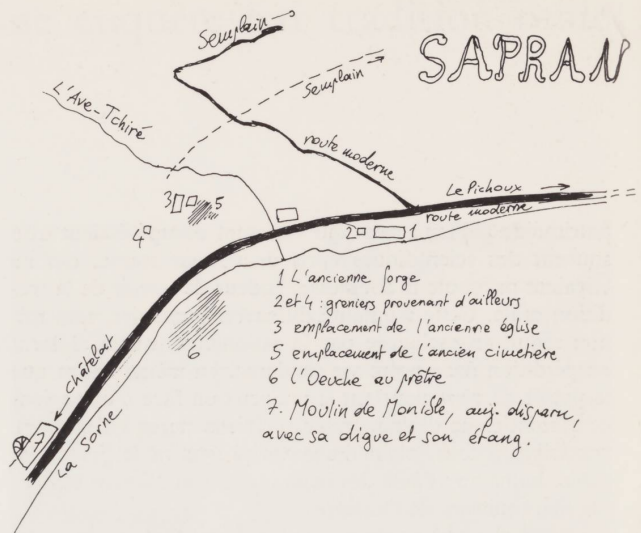 SAPRAN
Semplain
Semplain
L'Ave-Tchiré
route moderne
Le Pichoux
route moderne
3
5
4
2
1
6
Châtelat
7
La Sorne
1 L'ancienne forge
2 et 4 : greniers provenant d'ailleurs
3 emplacement de l'ancienne église
5 emplacement de l'ancien cimetière
6 l'Oeuche au prêtre
7. Moulin de Monible, auj. disparu,
avec sa digue et son étang.